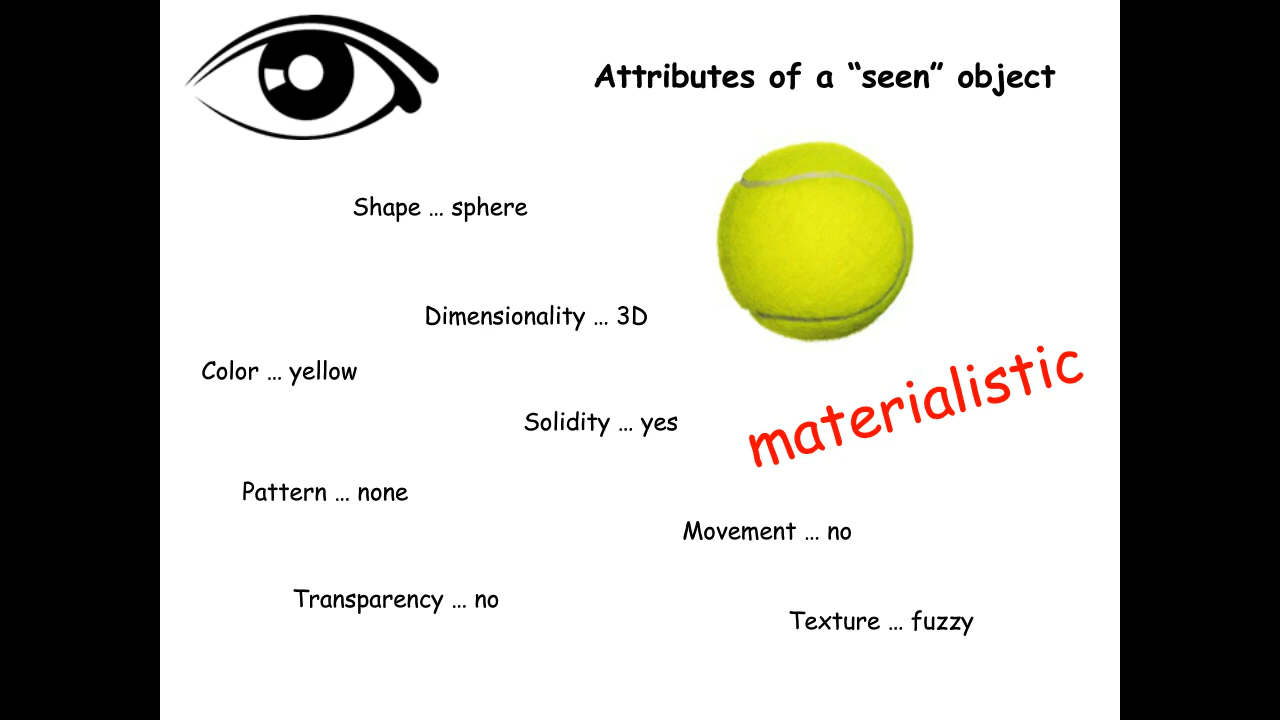 Attributes of a “seen” object
Shape … sphere
Dimensionality … 3D
Color … yellow
Solidity … yes
materialistic
Pattern … none
Movement … no
Transparency … no
Texture … fuzzy